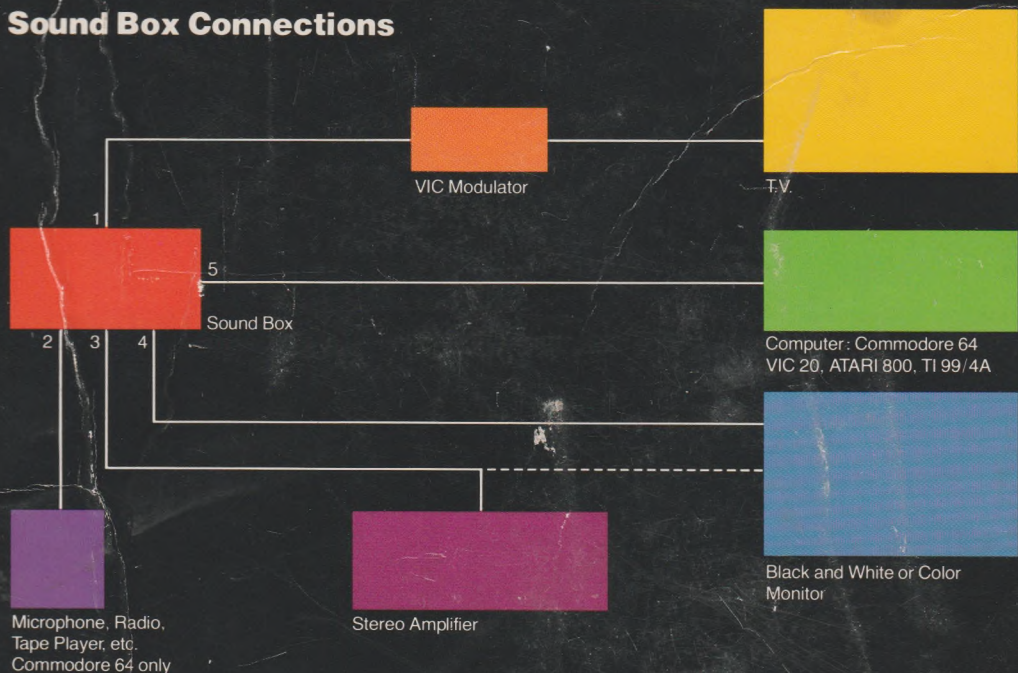 Sound Box Connections
VIC Modulator
T.V.
1
5
Sound Box
2
3
4
Computer: Commodore 64
VIC 20, ATARI 800, TI 99/4A
Black and White or Color
Monitor
Microphone, Radio,
Tape Player, etc.
Commodore 64 only
Stereo Amplifier